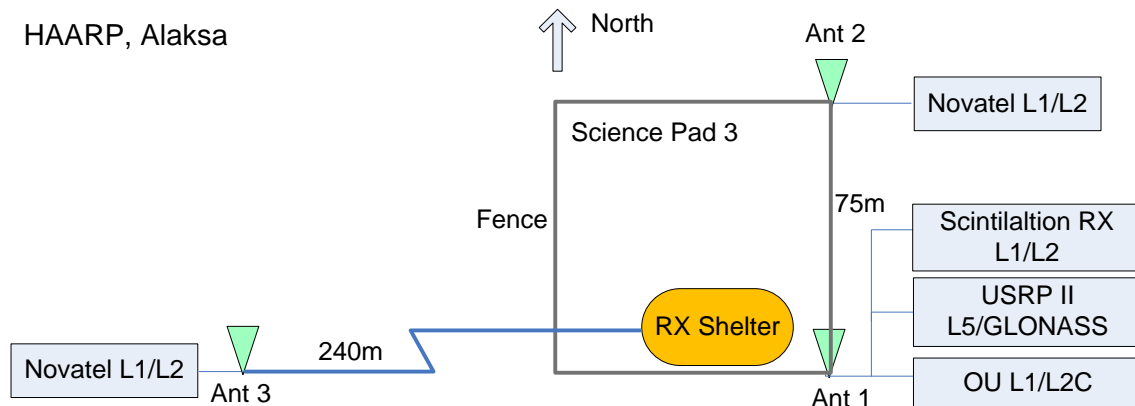 HAARP, Alaksa
North
Ant 2
Novatel L1/L2
Science Pad 3
Fence
75m
Scintilaltion RX
L1/L2
USRP II
L5/GLONASS
RX Shelter
240m
Novatel L1/L2
Ant 3
Ant 1
OU L1/L2C